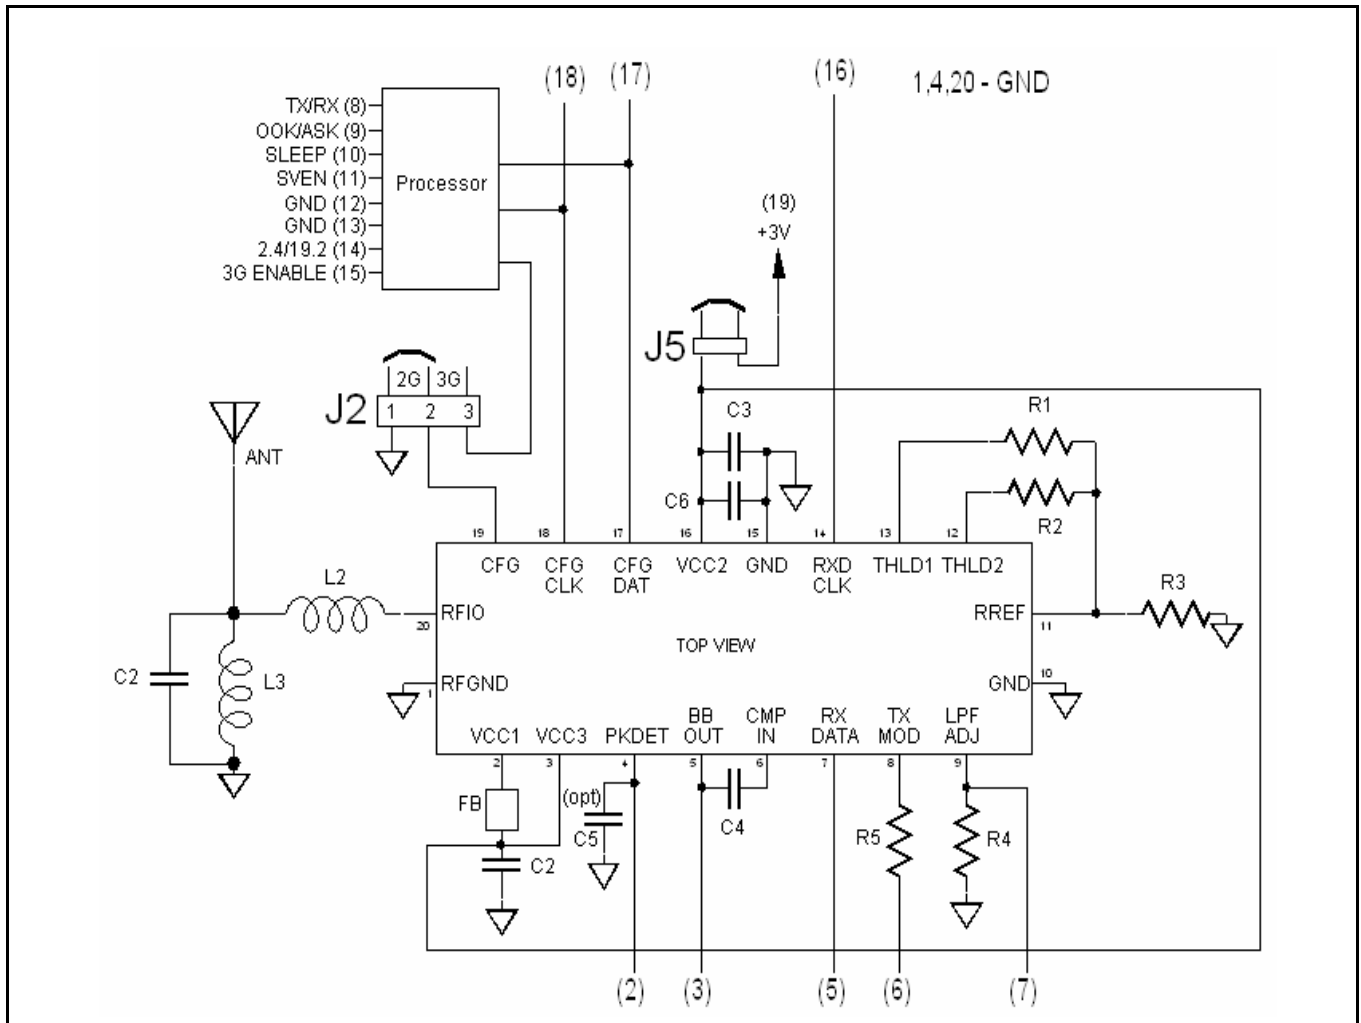 (18) (17) (16) 1,4,20 - GND
TX/RX (8)
OOK/ASK (9)
SLEEP (10)
SVEN (11)
GND (12)
GND (13)
2.4/19.2 (14)
3G ENABLE (15)
Processor
(19)
+3V
J5
2G 3G
J2 1 2 3
ANT
C3
C6
R1
R2
R3
19 18 17 16 15 14 13 12
CFG CFG CLK CFG DAT VCC2 GND RXD CLK THLD1 THLD2
L2
RFIO
20
RREF
11
TOP VIEW
C2
L3
RFGND
1
GND
10
VCC1 VCC3 PKDET BB OUT CMP IN RX DATA TX MOD LPF ADJ
2 3 4 5 6 7 8 9
FB
(opt)
C5
C2
C4
R5
R4
(2) (3) (5) (6) (7)